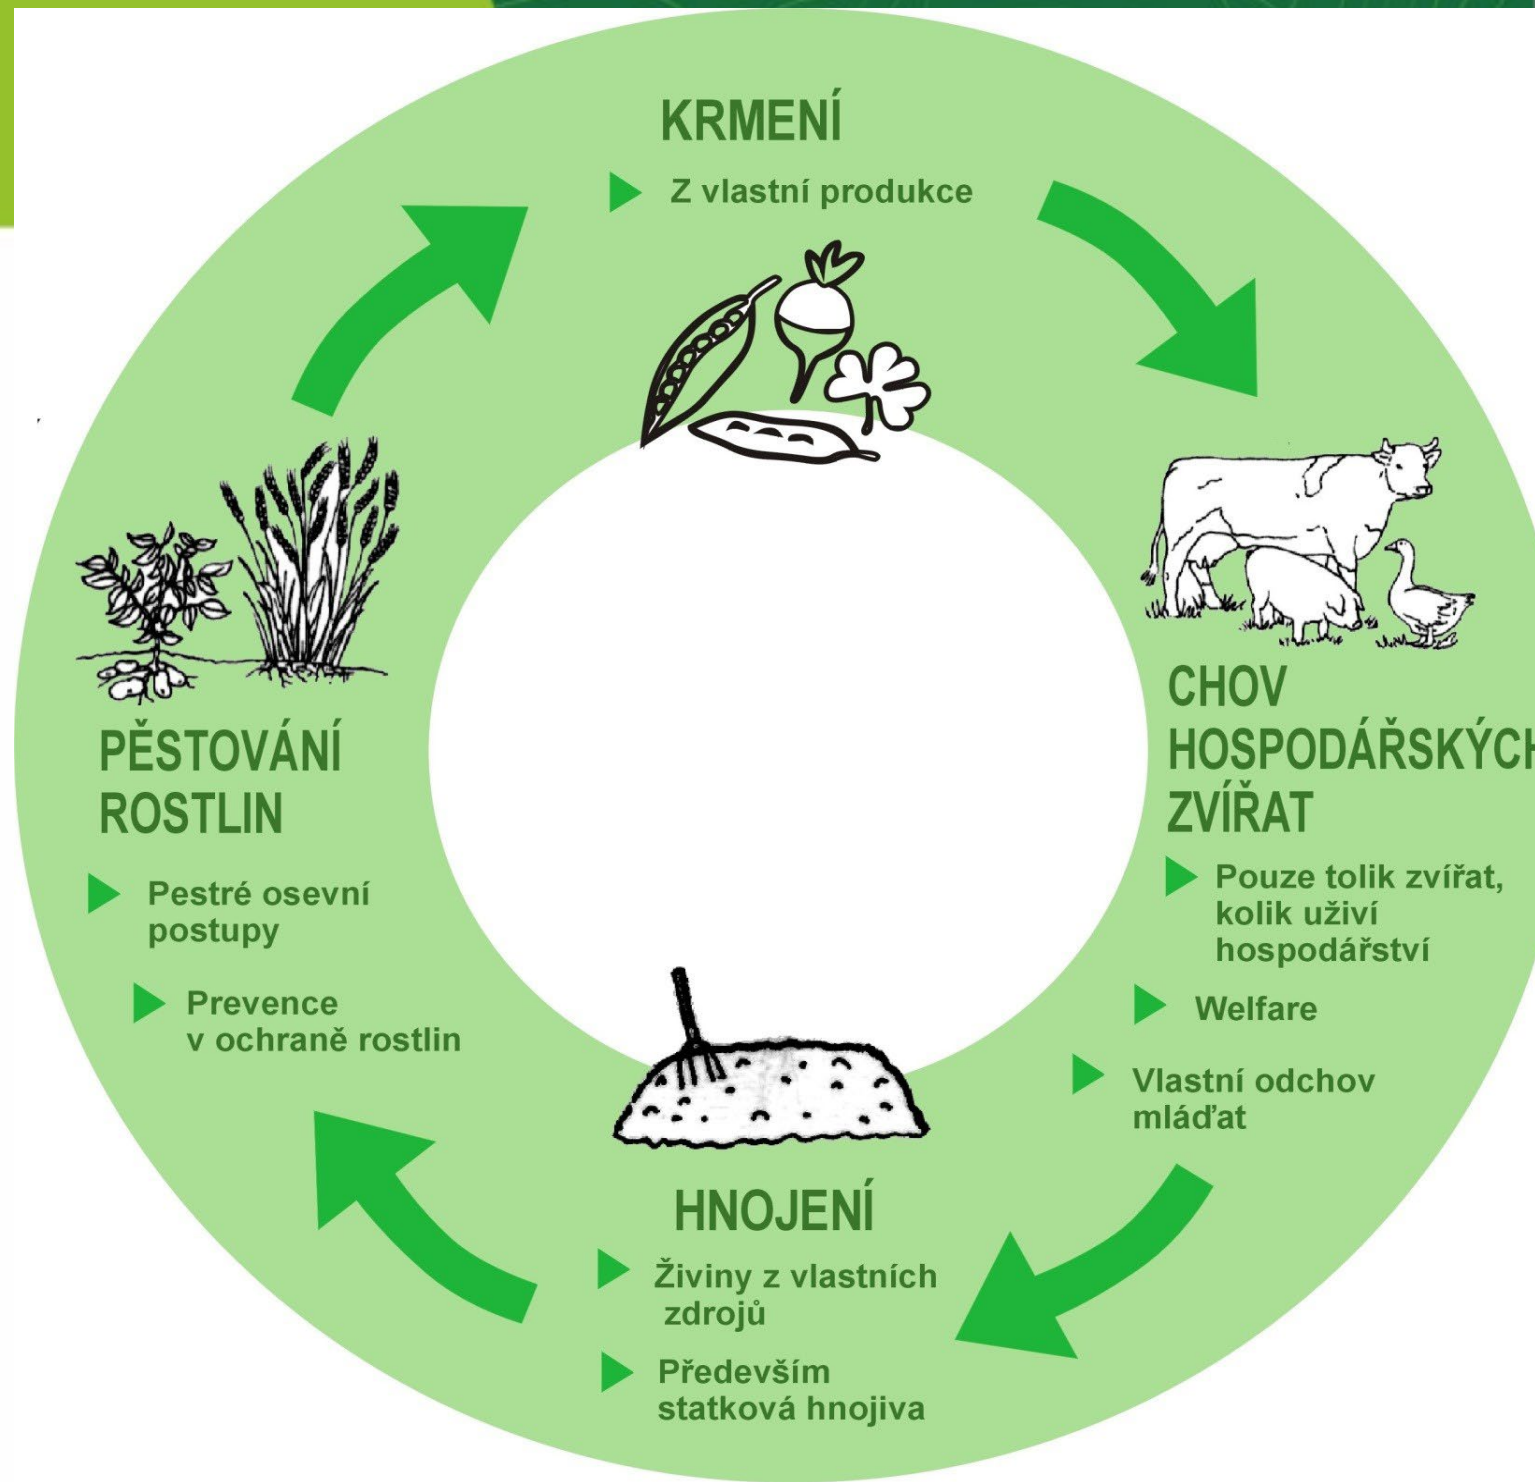 KRMENÍ
Z vlastní produkce
CHOV
HOSPODÁŘSKÝCH
ZVÍŘAT
Pouze tolik zvířat,
kolik uživí
hospodářství
Welfare
Vlastní odchov
mláďat
HNOJENÍ
Živiny z vlastních
zdrojů
Především
statková hnojiva
PĚSTOVÁNÍ
ROSTLIN
Pestré osevní
postupy
Prevence
v ochraně rostlin